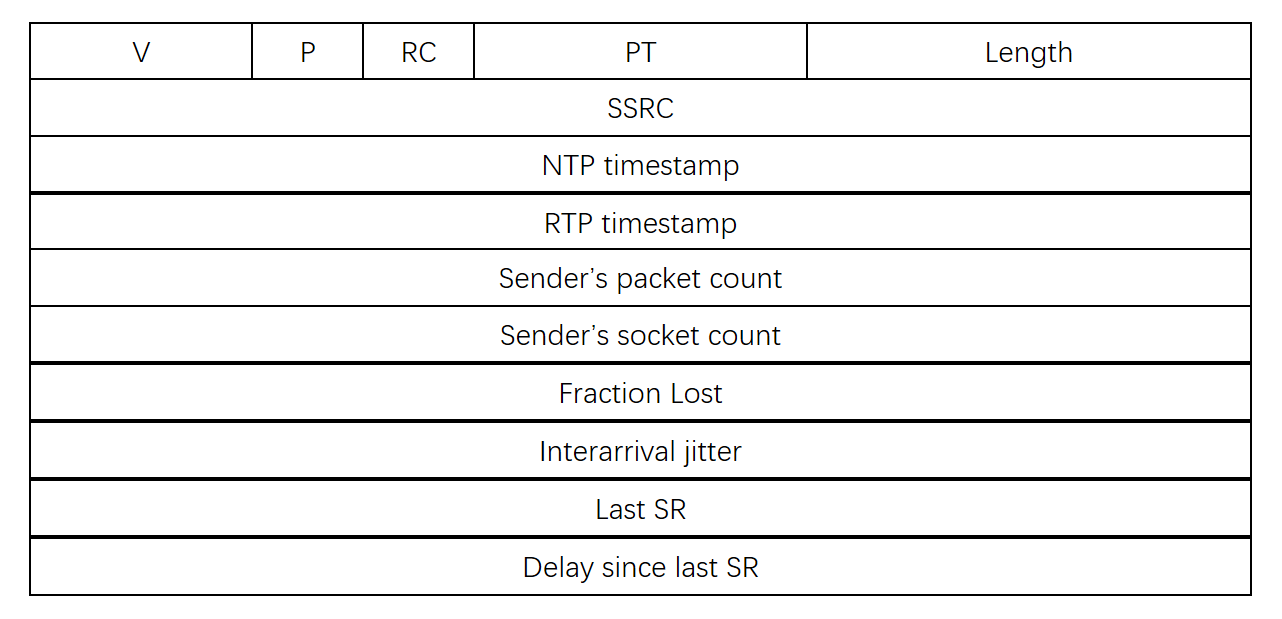 V P RC PT Length
SSRC
NTP timestamp
RTP timestamp
Sender’s packet count
Sender’s socket count
Fraction Lost
Interarrival jitter
Last SR
Delay since last SR